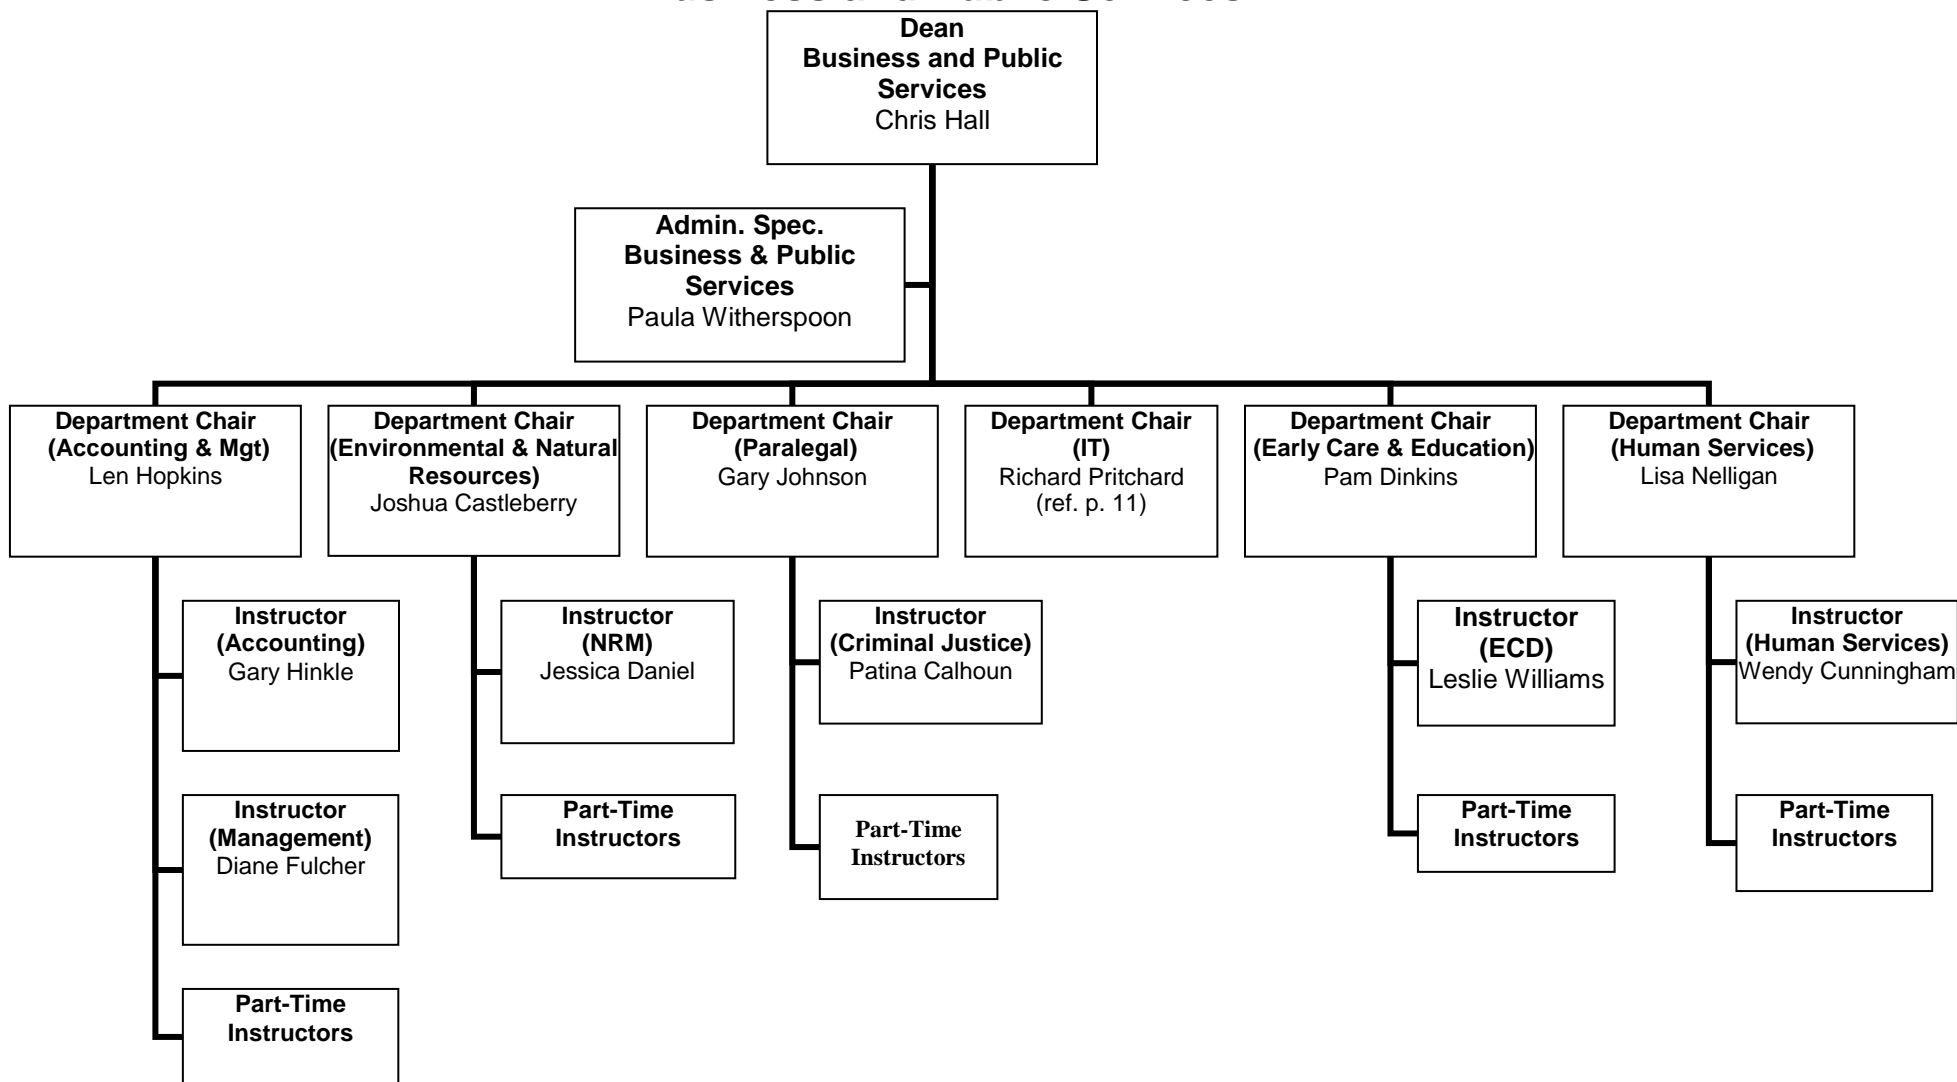 Dean
Business and Public
Services
Chris Hall
Admin. Spec.
Business & Public
Services
Paula Witherspoon
Department Chair
(Accounting & Mgt)
Len Hopkins
Department Chair
(Environmental & Natural
Resources)
Joshua Castleberry
Department Chair
(Paralegal)
Gary Johnson
Department Chair
(IT)
Richard Pritchard
(ref. p. 11)
Department Chair
(Early Care & Education)
Pam Dinkins
Department Chair
(Human Services)
Lisa Nelligan
Instructor
(Accounting)
Gary Hinkle
Instructor
(NRM)
Jessica Daniel
Instructor
(Criminal Justice)
Patina Calhoun
Instructor
(ECD)
Leslie Williams
Instructor
(Human Services)
Wendy Cunningham
Instructor
(Management)
Diane Fulcher
Part-Time
Instructors
Part-Time
Instructors
Part-Time
Instructors
Part-Time
Instructors
Part-Time
Instructors